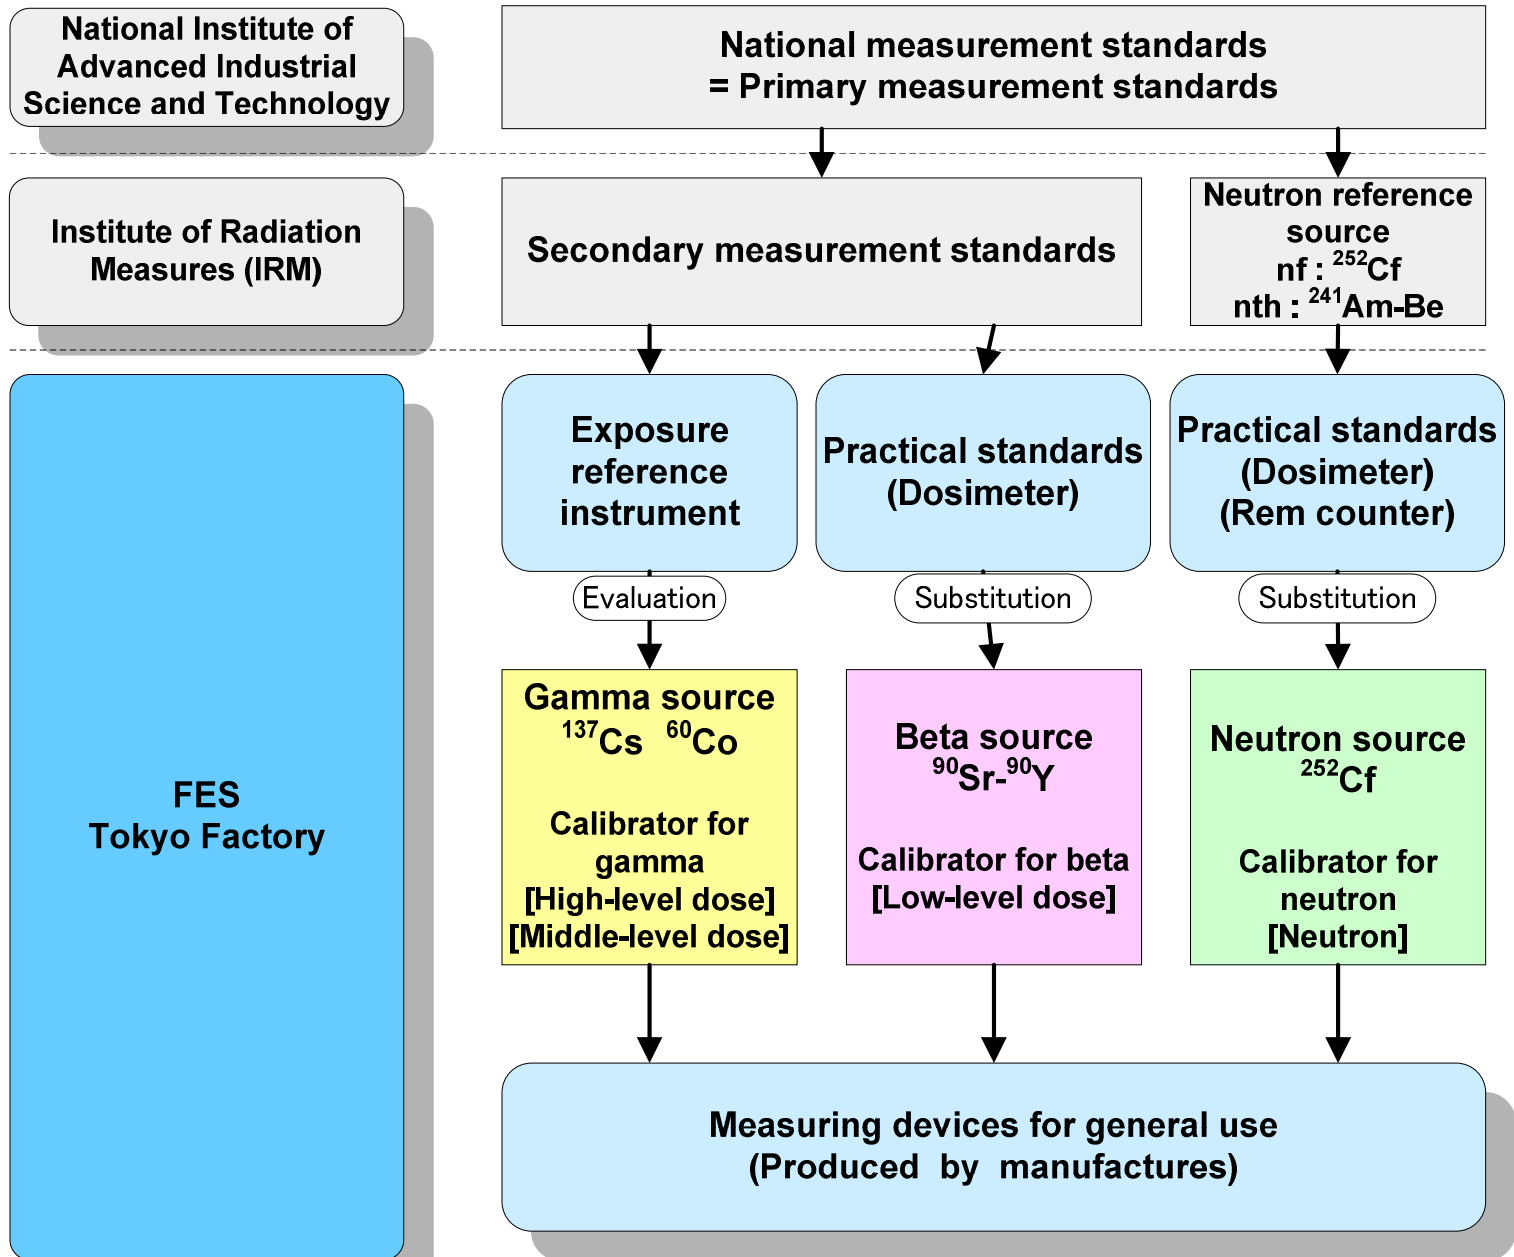 National Institute of
Advanced Industrial
Science and Technology
National measurement standards
= Primary measurement standards
Institute of Radiation
Measures (IRM)
Secondary measurement standards
Neutron reference
source
nf : ²⁵²Cf
nth : ²⁴¹Am-Be
FES
Tokyo Factory
Exposure
reference
instrument
Practical standards
(Dosimeter)
Practical standards
(Dosimeter)
(Rem counter)
Evaluation
Substitution
Substitution
Gamma source
¹³⁷Cs ⁶⁰Co
Calibrator for
gamma
[High-level dose]
[Middle-level dose]
Beta source
⁹⁰Sr-⁹⁰Y
Calibrator for beta
[Low-level dose]
Neutron source
²⁵²Cf
Calibrator for
neutron
[Neutron]
Measuring devices for general use
(Produced by manufactures)